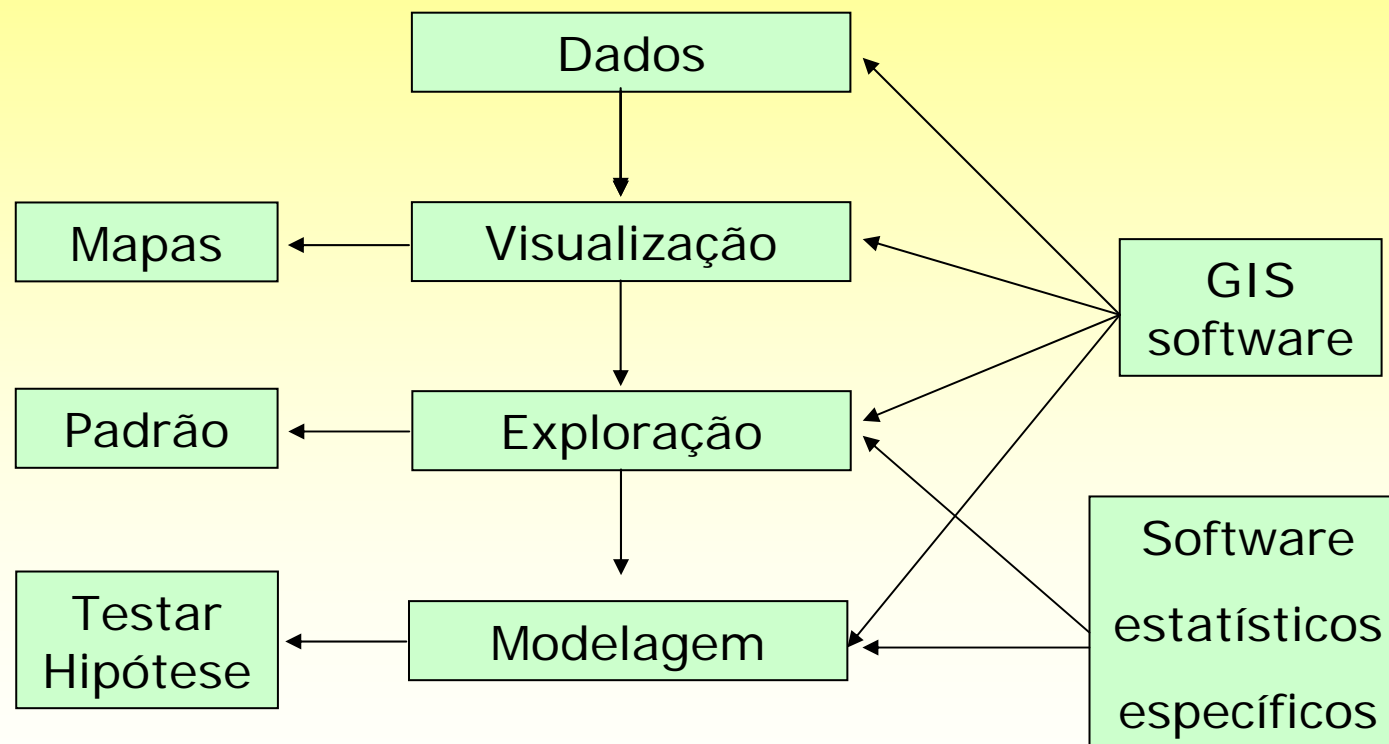 Dados
Mapas
Visualização
GIS
software
Padrão
Exploração
Software
estatísticos
específicos
Testar
Hipótese
Modelagem